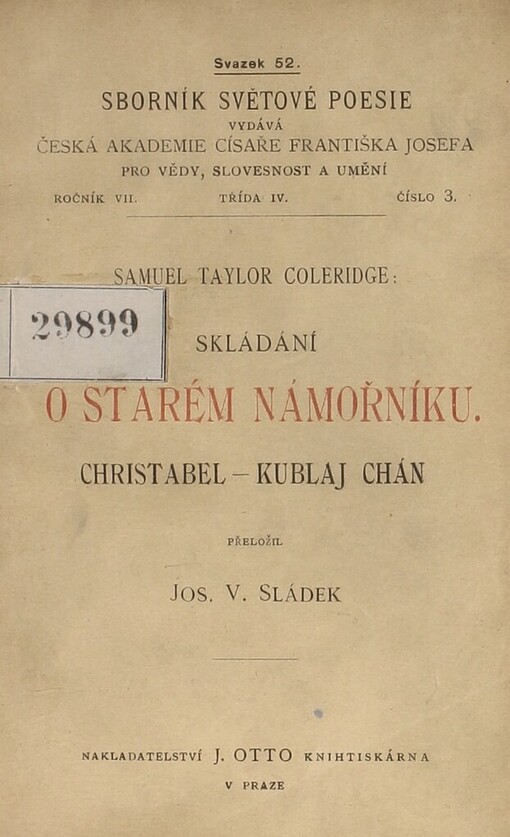 Svazek 52.
SBORNÍK SVĚTOVÉ POESIE
VYDÁVÁ
ČESKÁ AKADEMIE CÍSAŘE FRANTIŠKA JOSEFA
PRO VĚDY, SLOVESNOST A UMĚNÍ
ROČNÍK VII. TŘÍDA IV. ČÍSLO 3.
SAMUEL TAYLOR COLERIDGE:
29899
SKLÁDÁNÍ
O STARÉM NÁMOŘNÍKU.
CHRISTABEL – KUBLAJ CHÁN
PŘELOŽIL
JOS. V. SLÁDEK
NAKLADATELSTVÍ J. OTTO KNIHTISKÁRNA
V PRAZE